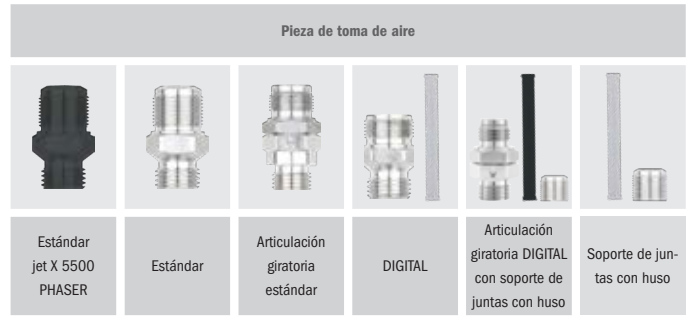 Pieza de toma de aire
Estándar
jet X 5500
PHASER
Estándar
Articulación
giratoria
estándar
DIGITAL
Articulación
giratoria DIGITAL
con soporte de
juntas con huso
Soporte de jun-
tas con huso